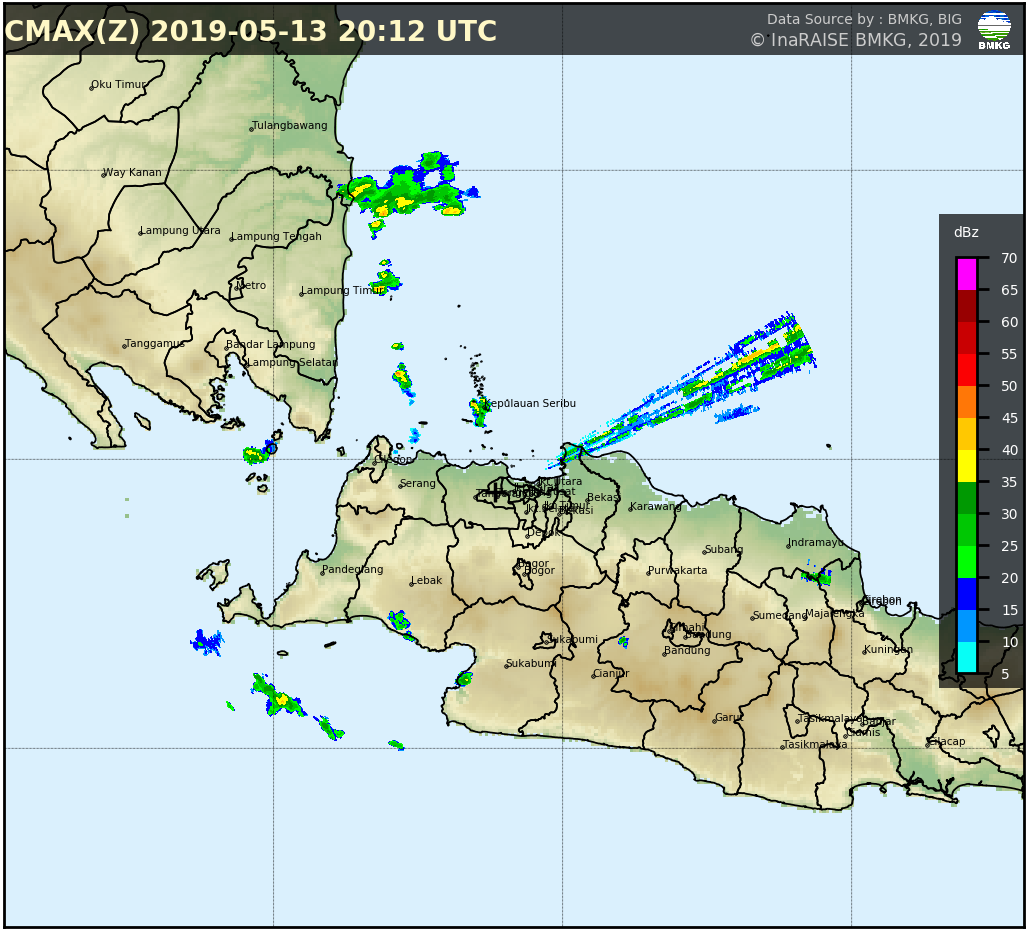 CMAX(Z) 2019-05-13 20:12 UTC
Data Source by : BMKG, BIG
© InaRAISE BMKG, 2019
BMKG
Oku Timur
Tulangbawang
Way Kanan
Lampung Utara
Lampung Tengah
dBz
70
65
60
55
50
45
40
35
30
25
20
15
10
5
Metro
Lampung Timur
Tanggamus
Bandar Lampung
Lampung Selatan
Kepulauan Seribu
Cilegon
Serang
Jkt Utara
Bekasi
Karawang
Bekasi
Depok
Indramayu
Subang
Bogor
Bogor
Pandeglang
Purwakarta
Lebak
Cirebon
Sumedang
Majalengka
Cimahi
Bandung
Sukabumi
Bandung
Kuningan
Sukabumi
Cianjur
Garut
Tasikmalaya
Banjar
Ciamis
Tasikmalaya
Cilacap